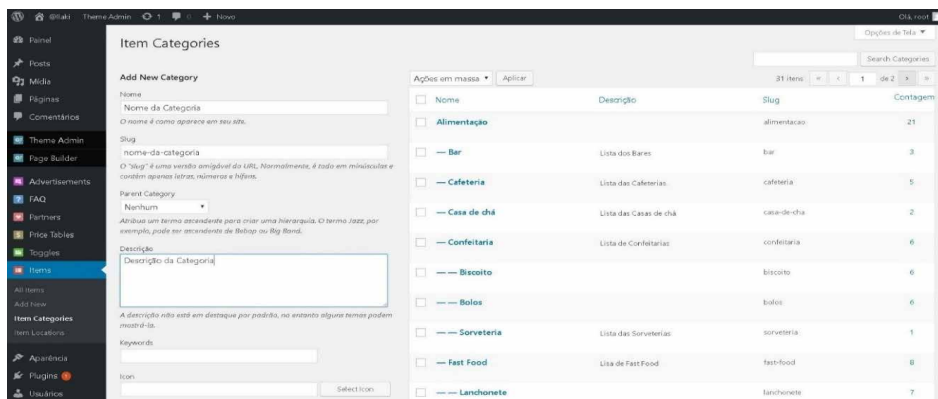 @liaki Theme Admin 1 0 + Novo Olá, root
Painel
Posts
Mídia
Páginas
Comentários
Theme Admin
Page Builder
Advertisements
FAQ
Partners
Price Tables
Toggles
Items
All Items
Add New
Item Categories
Item Locations
Aparência
Plugins 1
Usuários
Opções de Tela ▼
Item Categories
Search Categories
Add New Category
Nome
Nome da Categoria
O nome é como aparece em seu site.
Slug
nome-da-categoria
O "slug" é uma versão amigável do URL. Normalmente, é todo em minúsculas e
contém apenas letras, números e hífens.
Parent Category
Nenhum
Atribua um termo ascendente para criar uma hierarquia. O termo Jazz, por
exemplo, pode ser ascendente de Bebop ou Big Band.
Descrição
Descrição da Categoria
A descrição não está em destaque por padrão, no entanto alguns temas podem
mostrá-la.
Keywords
Icon
Select Icon
Ações em massa Aplicar 31 itens « ‹ 1 de 2 › »
Nome Descrição Slug Contagem
Alimentação alimentacao 21
— Bar Lista dos Bares bar 3
— Cafeteria Lista das Cafeterias cafeteria 5
— Casa de chá Lista das Casas de chá casa-de-cha 2
— Confeitaria Lista de Confeitarias confeitaria 6
— — Biscoito biscoito 6
— — Bolos bolos 6
— — Sorveteria Lista das Sorveterias sorveteria 1
— Fast Food Lisa de Fast Food fast-food 8
— — Lanchonete lanchonete 7